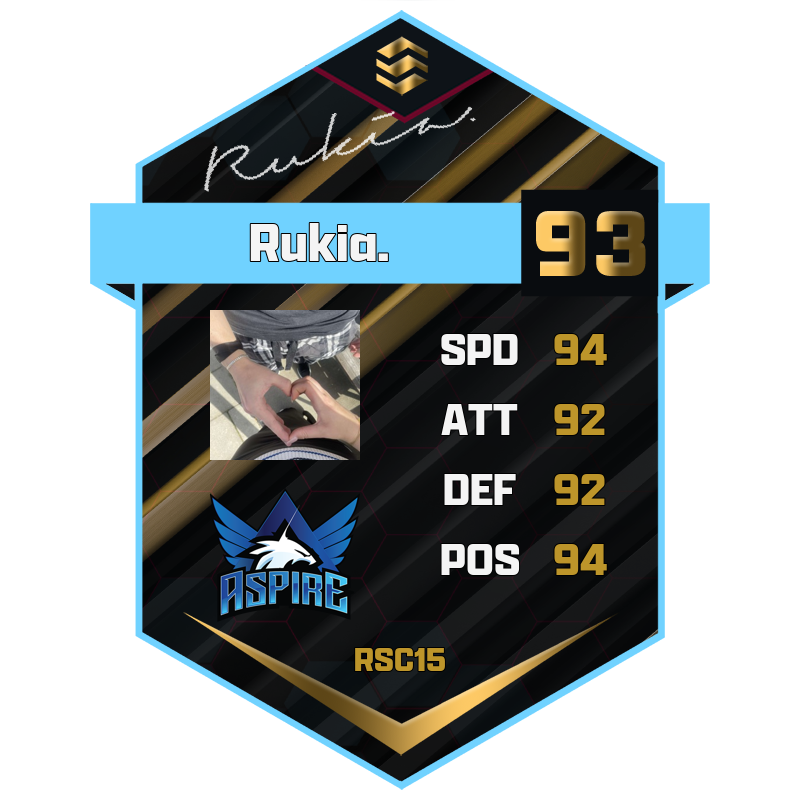 Rukia.
Rukia.
93
SPD 94
ATT 92
DEF 92
POS 94
ASPIRE
RSC15